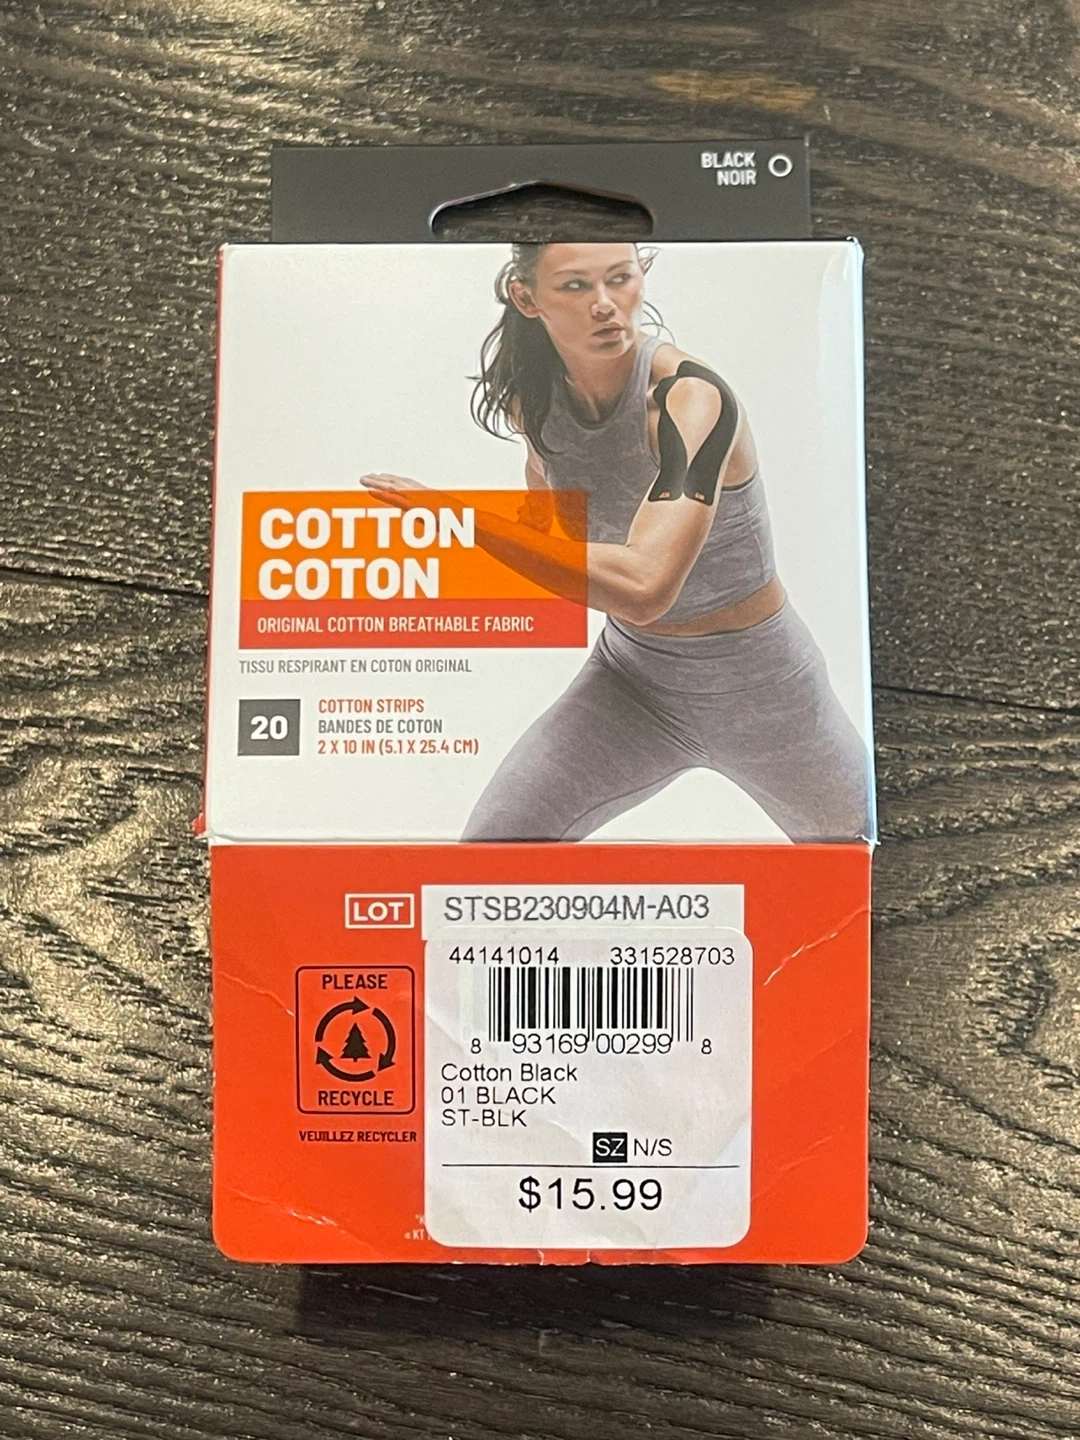 BLACK
NOIR
COTTON
COTON
ORIGINAL COTTON BREATHABLE FABRIC
TISSU RESPIRANT EN COTON ORIGINAL
20
COTTON STRIPS
BANDES DE COTON
2 X 10 IN (5.1 X 25.4 CM)
LOT STSB230904M-A03
44141014 331528703
8 93169 00299 8
Cotton Black
01 BLACK
ST-BLK
SZ N/S
$15.99
PLEASE
RECYCLE
VEUILLEZ RECYCLER